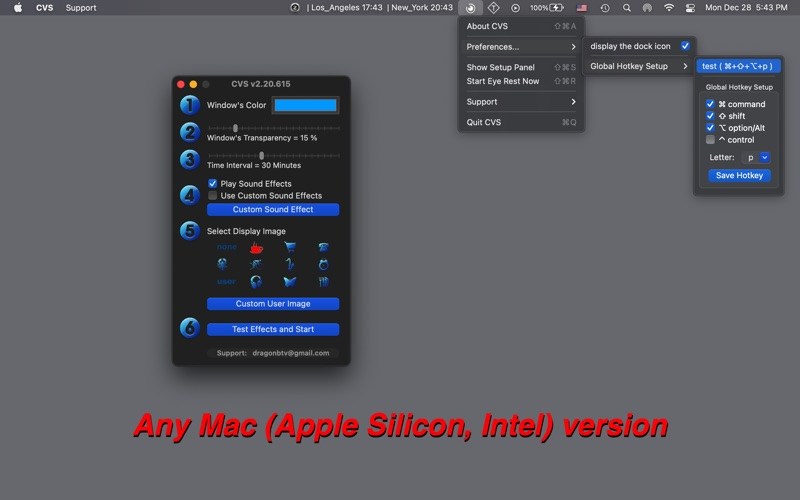 CVS Support | Los_Angeles 17:43 | New_York 20:43 100% Mon Dec 28 5:43 PM
About CVS ⇧⌘A
Preferences... >
Show Setup Panel ⇧⌘S
Start Eye Rest Now ⇧⌘R
Support >
Quit CVS ⌘Q
display the dock icon
Global Hotkey Setup >
test ( ⌘+⇧+⌥+p )
Global Hotkey Setup
⌘ command
⇧ shift
⌥ option/Alt
^ control
Letter: p
Save Hotkey
CVS v2.20.615
1 Window's Color
2
Window's Transparency = 15 %
3
Time Interval = 30 Minutes
4 Play Sound Effects
Use Custom Sound Effects
Custom Sound Effect
5 Select Display Image
none
user
Custom User Image
6 Test Effects and Start
Support: dragonbtv@gmail.com
Any Mac (Apple Silicon, Intel) version